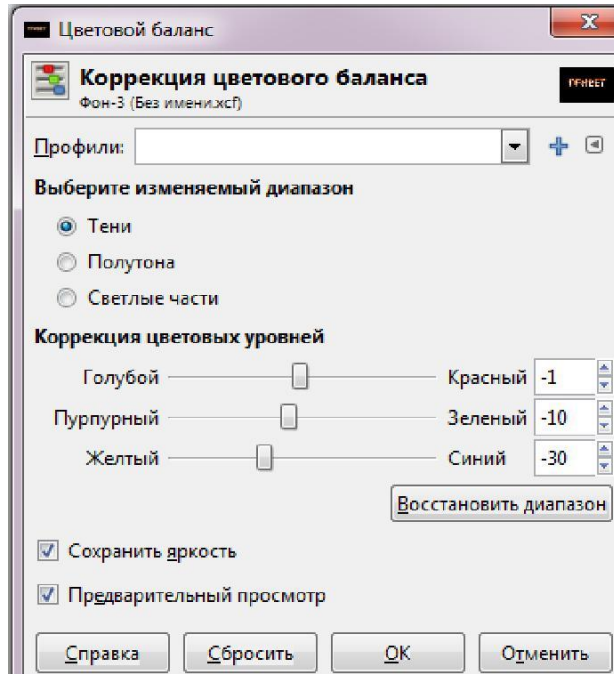 Цветовой баланс
Коррекция цветового баланса
Фон-3 (Без имени.xcf)
Профили:
Выберите изменяемый диапазон
Тени
Полутона
Светлые части
Коррекция цветовых уровней
Голубой Красный -1
Пурпурный Зеленый -10
Желтый Синий -30
Восстановить диапазон
Сохранить яркость
Предварительный просмотр
Справка Сбросить OK Отменить